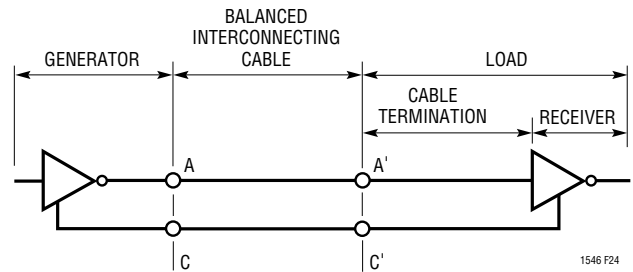 BALANCED
INTERCONNECTING
CABLE
GENERATOR
LOAD
CABLE
TERMINATION
RECEIVER
A
A'
C
C'
1546 F24